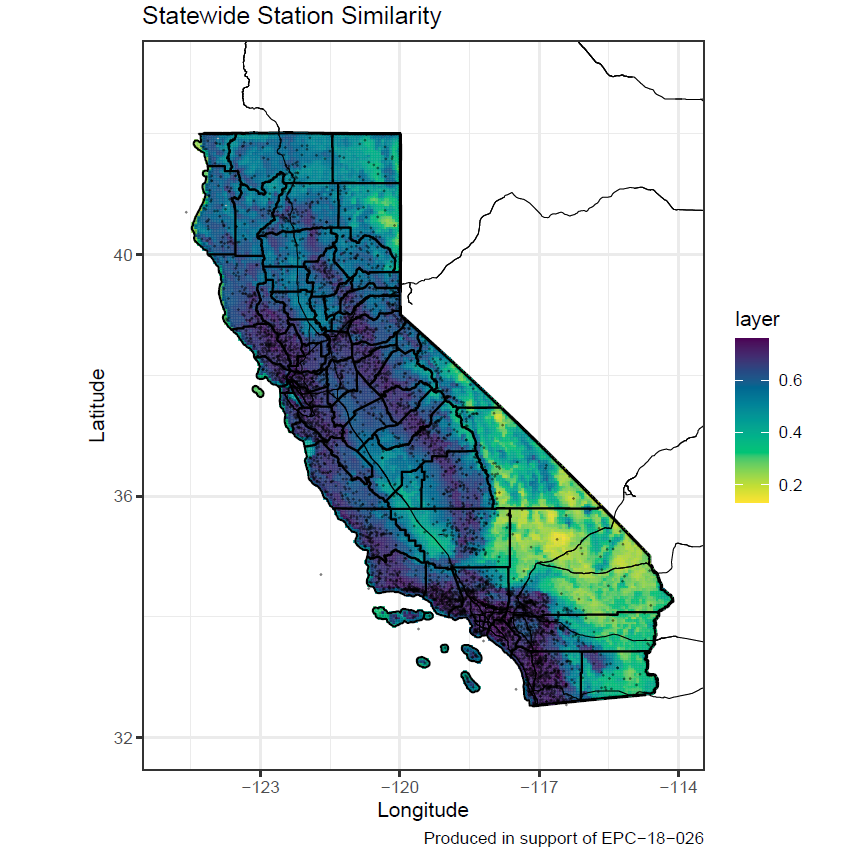 Statewide Station Similarity
40
36
32
Latitude
−123
−120
−117
−114
Longitude
layer
0.6
0.4
0.2
Produced in support of EPC−18−026